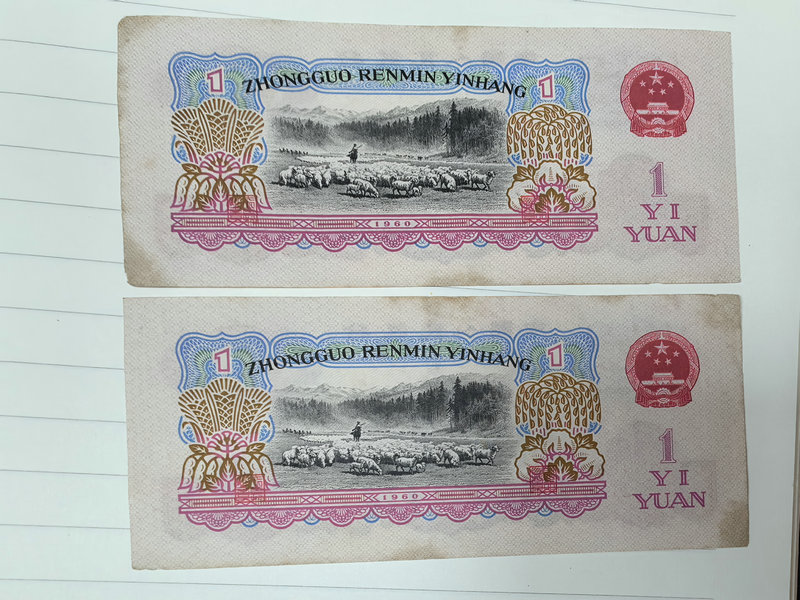 1 ZHONGGUO RENMIN YINHANG 1
1960
1
YI
YUAN
1 ZHONGGUO RENMIN YINHANG 1
1960
1
YI
YUAN